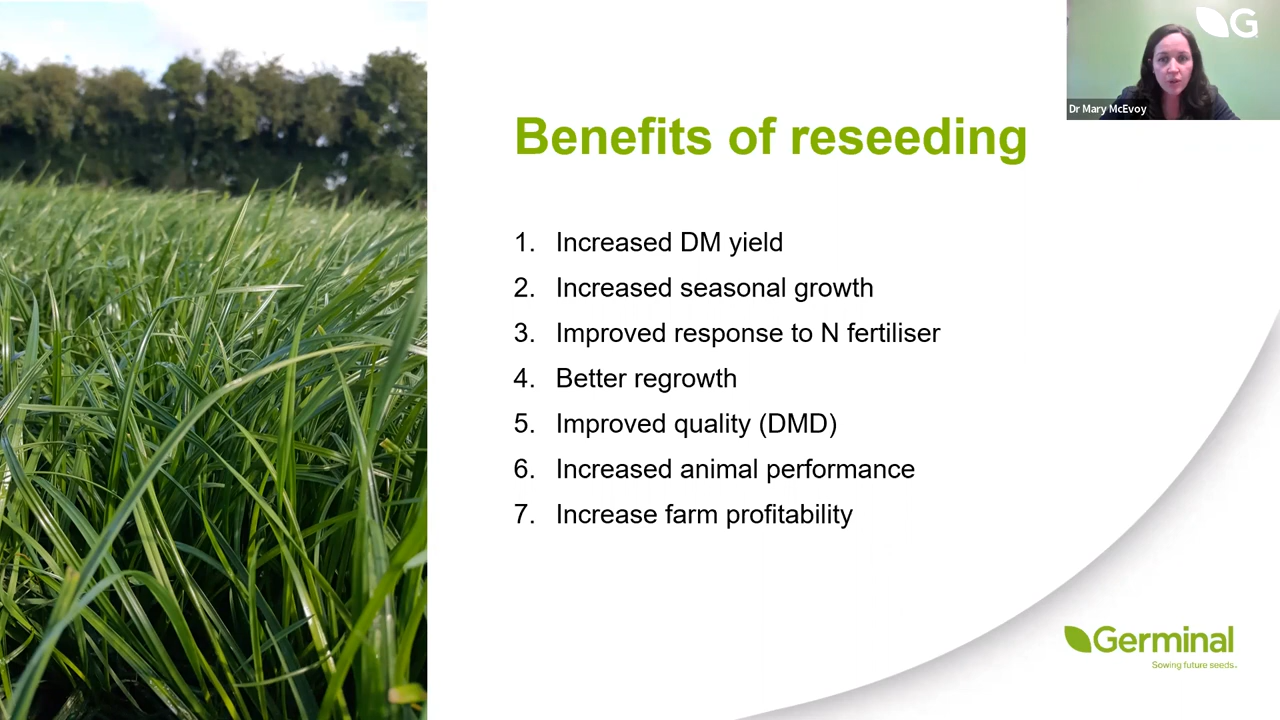 G
Dr Mary McEvoy
Benefits of reseeding
1. Increased DM yield
2. Increased seasonal growth
3. Improved response to N fertiliser
4. Better regrowth
5. Improved quality (DMD)
6. Increased animal performance
7. Increase farm profitability
Germinal
Sowing future seeds.